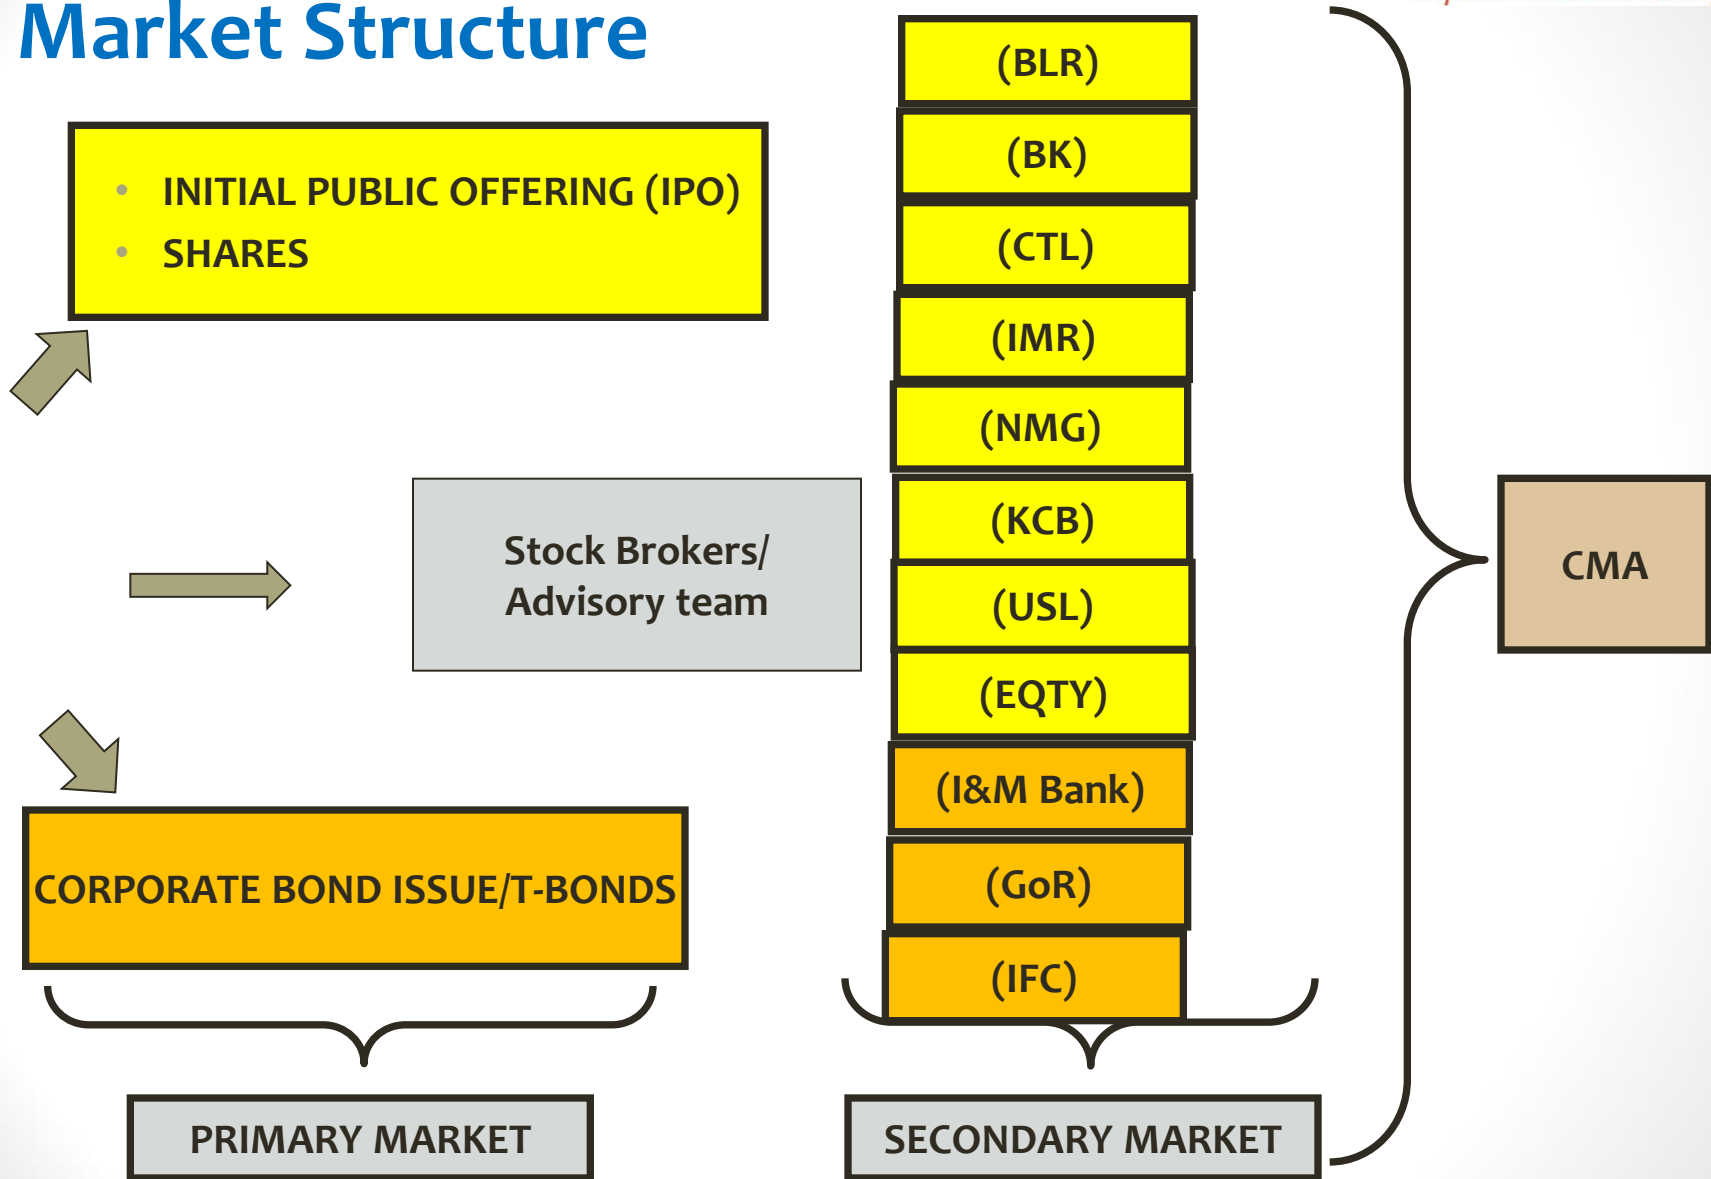 Market Structure
• INITIAL PUBLIC OFFERING (IPO)
• SHARES
Stock Brokers/
Advisory team
CORPORATE BOND ISSUE/T-BONDS
PRIMARY MARKET
(BLR)
(BK)
(CTL)
(IMR)
(NMG)
(KCB)
(USL)
(EQTY)
(I&M Bank)
(GoR)
(IFC)
SECONDARY MARKET
CMA